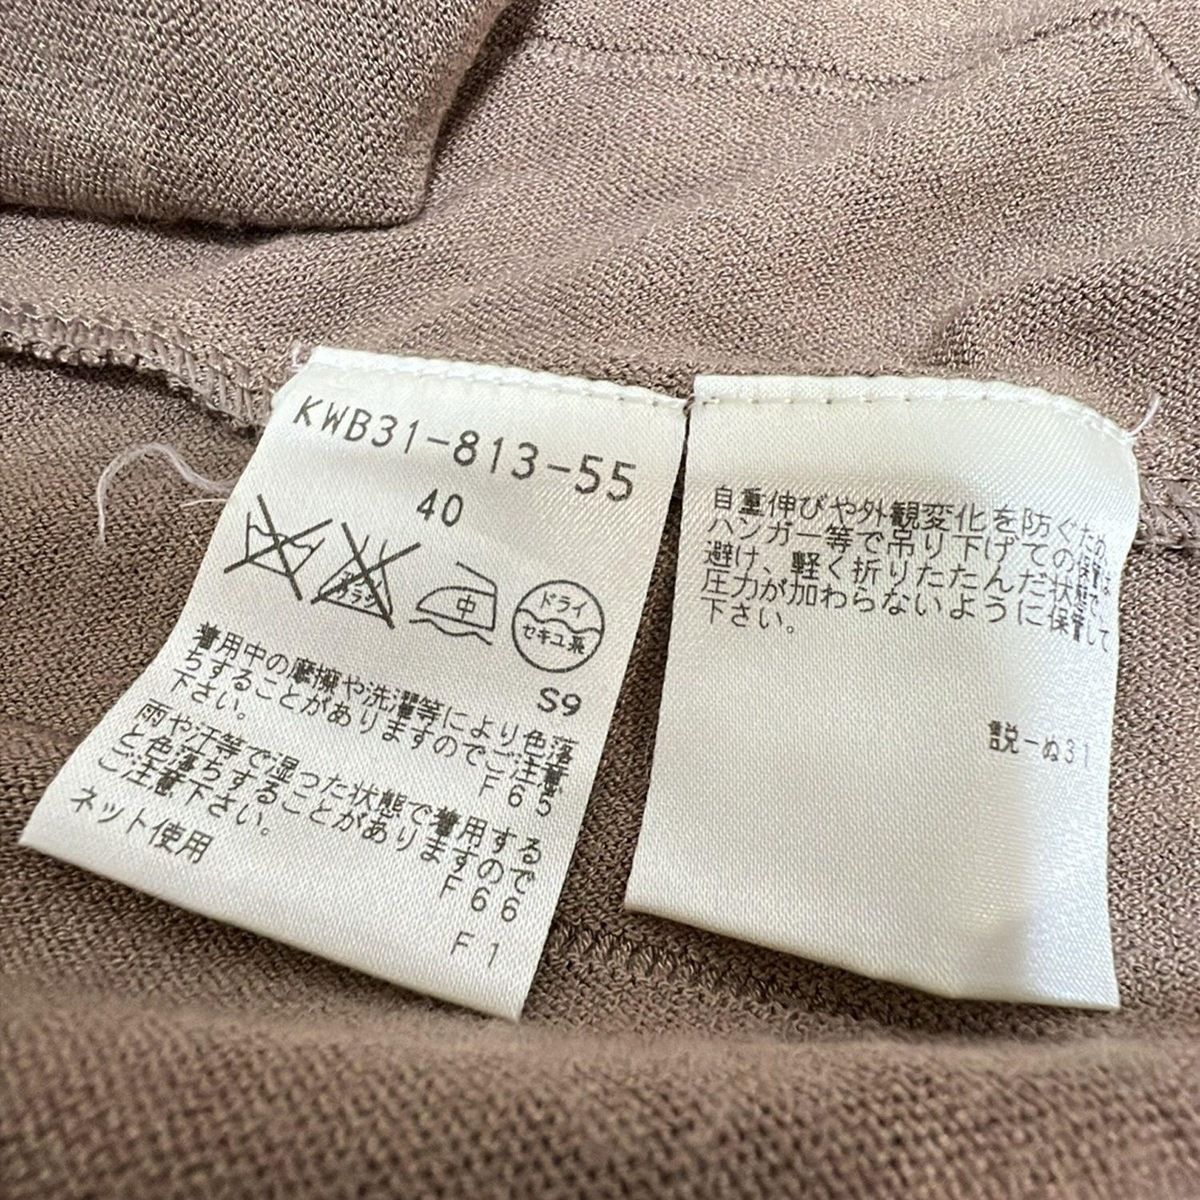 KWB31-813-55
40
エンソ
サラシ
中
ドライ
セキユ系
S9
着用中の摩擦や洗濯等により色落
ちすることがありますのでご注意
下さい。
F65
雨や汗等で湿った状態で着用する
と色落ちすることがありますので
ご注意下さい。
F66
ネット使用
F1
自重伸びや外観変化を防ぐため、
ハンガー等で吊り下げての保管は
避け、軽く折りたたんだ状態で、
圧力が加わらないように保管して
下さい。
説-ぬ31